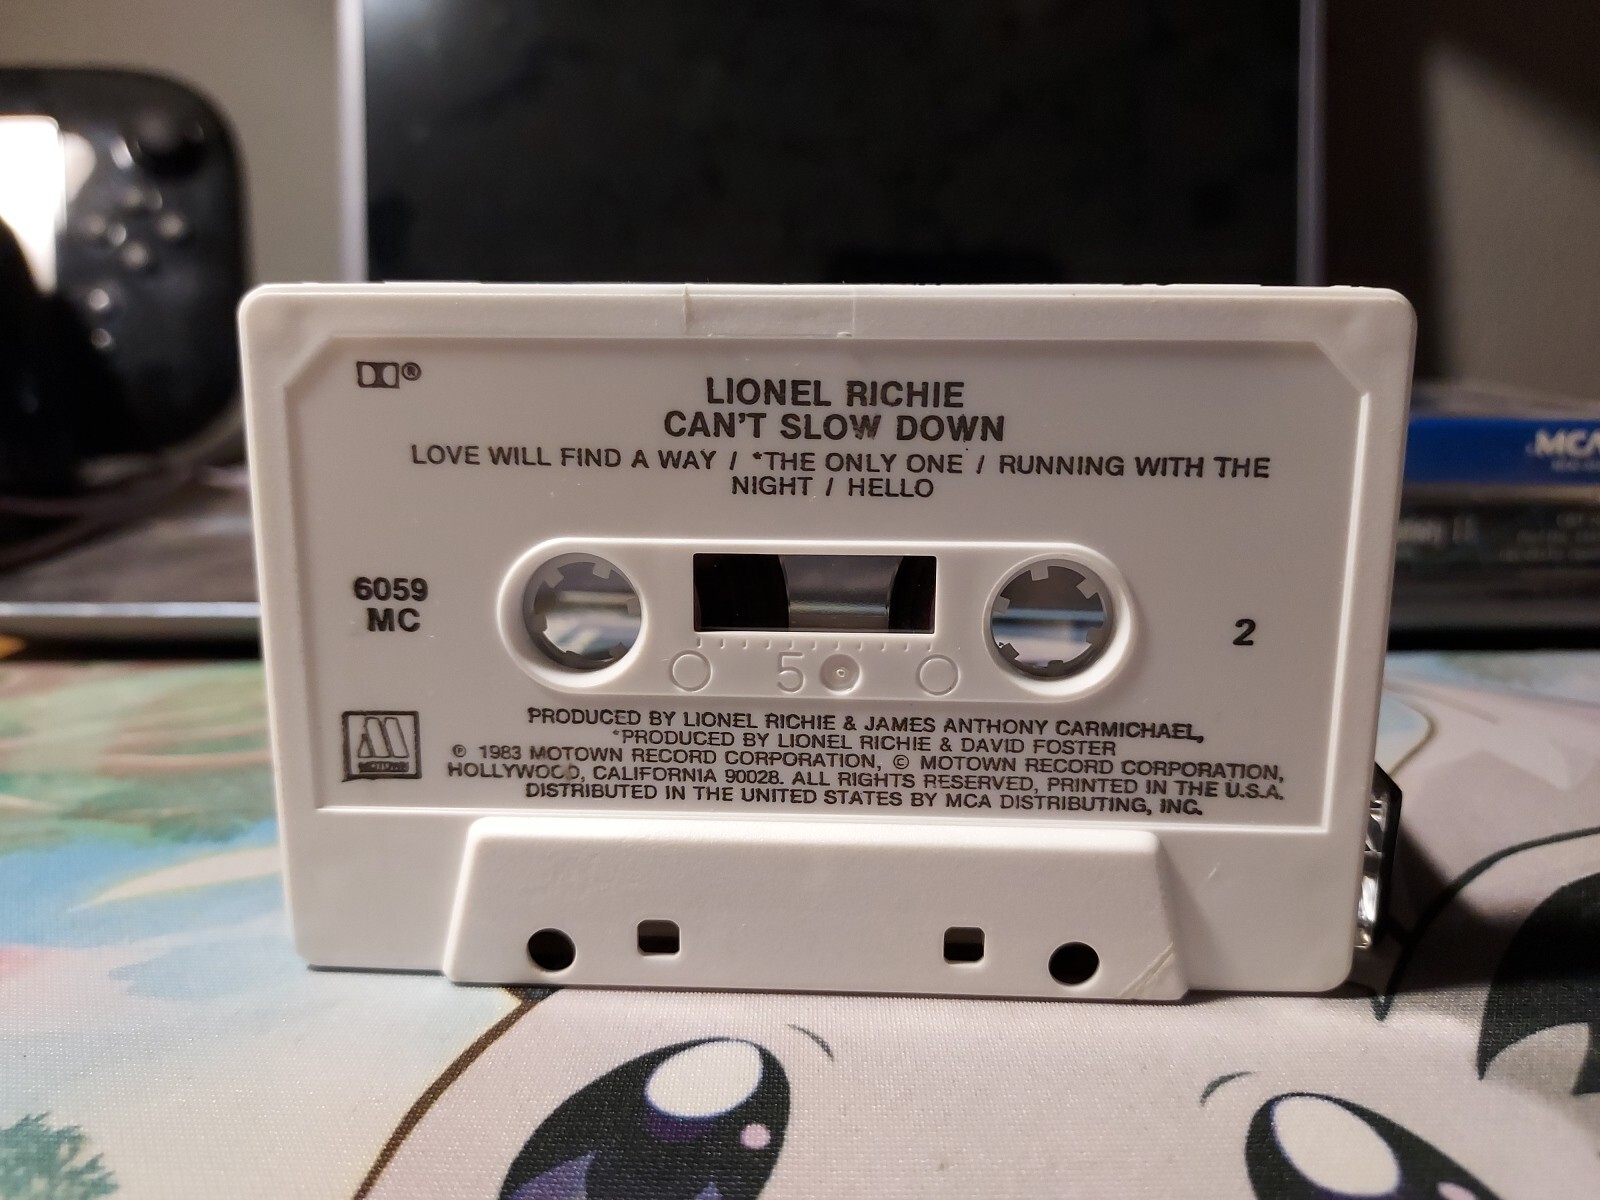 ®
LIONEL RICHIE
CAN'T SLOW DOWN
LOVE WILL FIND A WAY / *THE ONLY ONE / RUNNING WITH THE
NIGHT / HELLO
6059
MC
2
5
PRODUCED BY LIONEL RICHIE & JAMES ANTHONY CARMICHAEL,
*PRODUCED BY LIONEL RICHIE & DAVID FOSTER
℗ 1983 MOTOWN RECORD CORPORATION, © MOTOWN RECORD CORPORATION,
HOLLYWOOD, CALIFORNIA 90028. ALL RIGHTS RESERVED, PRINTED IN THE U.S.A.
DISTRIBUTED IN THE UNITED STATES BY MCA DISTRIBUTING, INC.
MCA